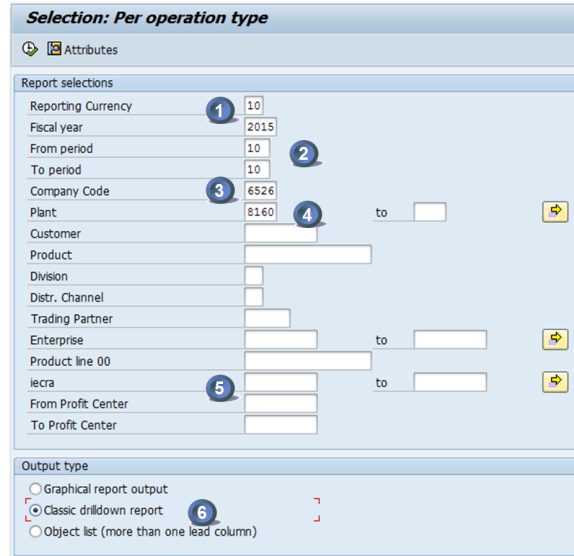 Selection: Per operation type
Attributes
Report selections
Reporting Currency 1 10
Fiscal year 2015
From period 10 2
To period 10
Company Code 3 6526
Plant 8160 4 to
Customer
Product
Division
Distr. Channel
Trading Partner
Enterprise to
Product line 00
iecra to
5
From Profit Center
To Profit Center
Output type
Graphical report output
Classic drilldown report 6
Object list (more than one lead column)